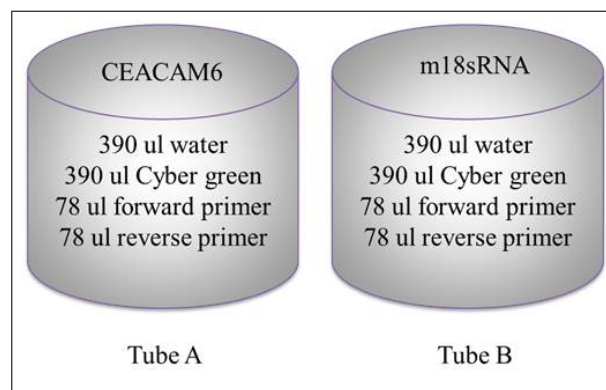 CEACAM6
390 ul water
390 ul Cyber green
78 ul forward primer
78 ul reverse primer
Tube A
m18sRNA
390 ul water
390 ul Cyber green
78 ul forward primer
78 ul reverse primer
Tube B